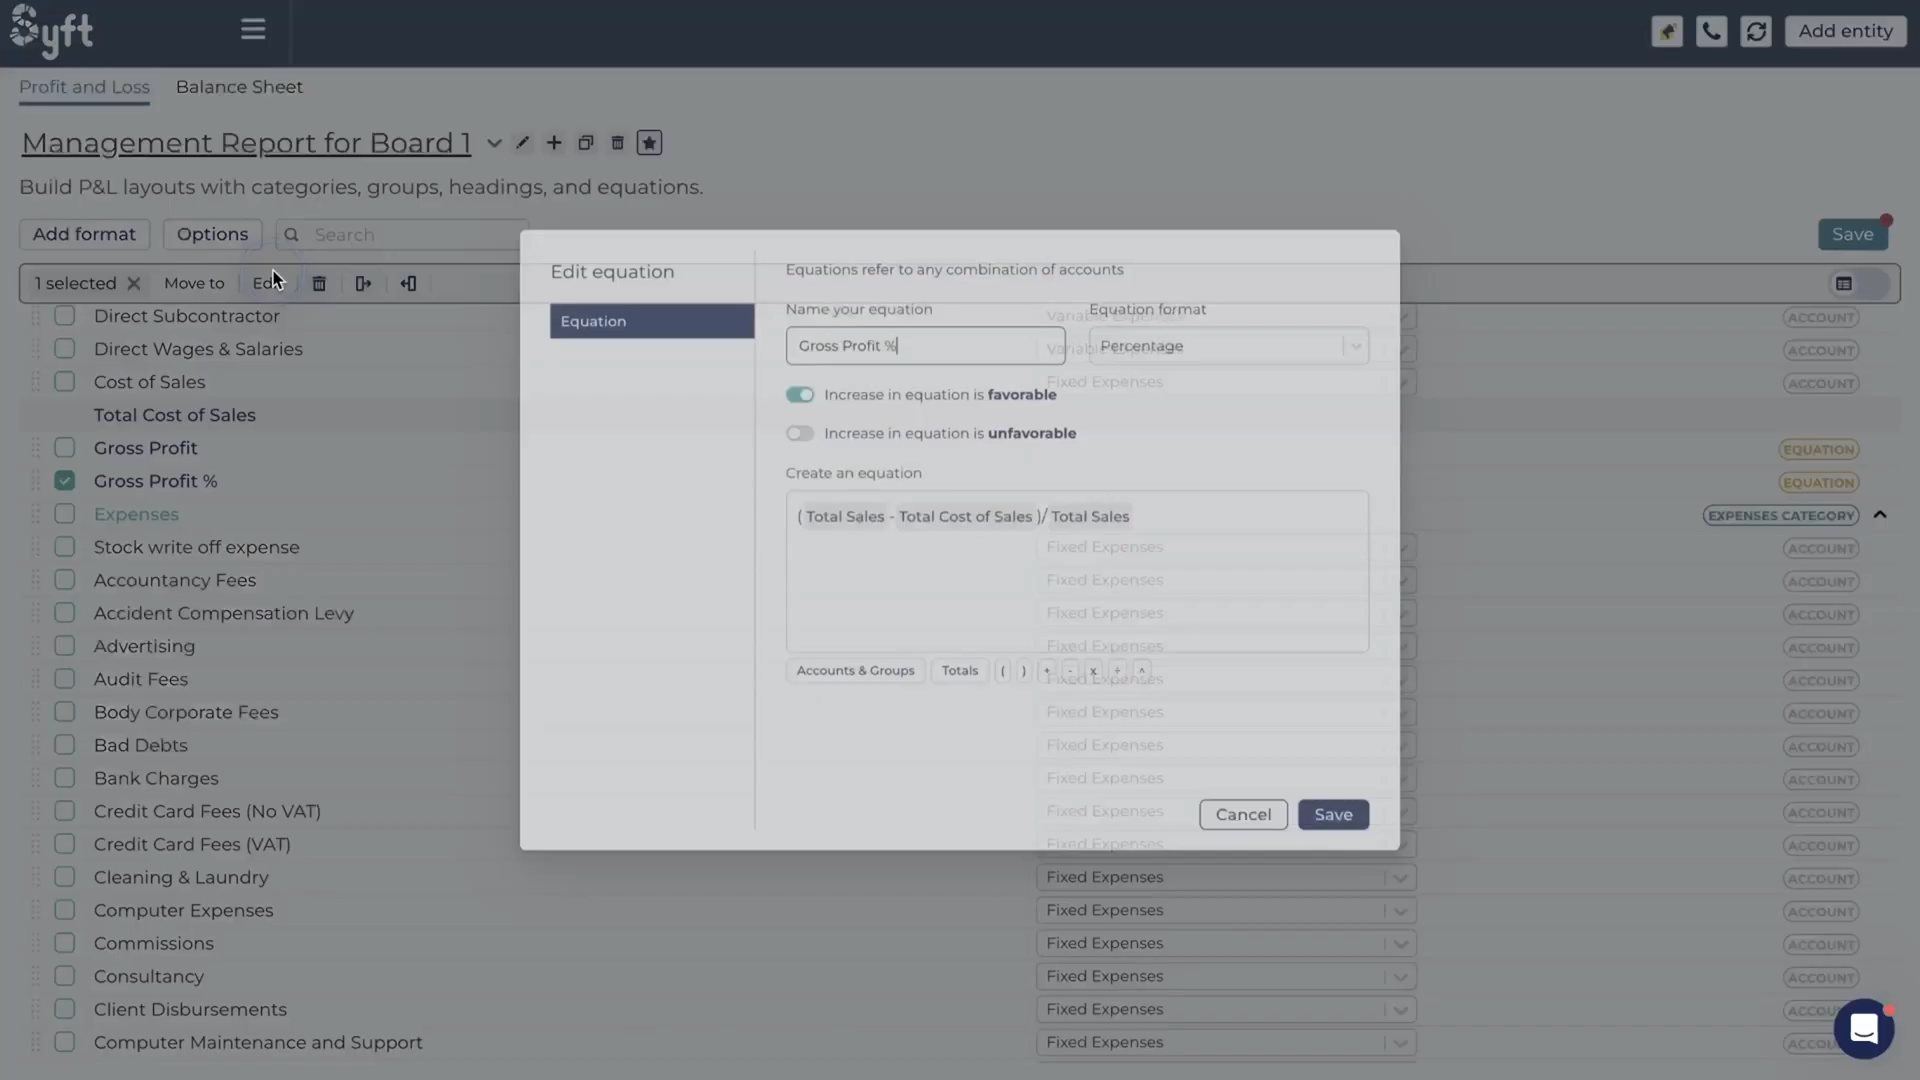 Syft
Add entity
Profit and Loss
Balance Sheet
Management Report for Board 1
Build P&L layouts with categories, groups, headings, and equations.
Add format
Options
Search
Save
1 selected
Move to
Direct Subcontractor
ACCOUNT
Direct Wages & Salaries
ACCOUNT
Cost of Sales
Fixed Expenses
ACCOUNT
Total Cost of Sales
Gross Profit
EQUATION
Gross Profit %
EQUATION
Expenses
EXPENSES CATEGORY
Stock write off expense
Fixed Expenses
ACCOUNT
Accountancy Fees
Fixed Expenses
ACCOUNT
Accident Compensation Levy
Fixed Expenses
ACCOUNT
Advertising
Fixed Expenses
ACCOUNT
Audit Fees
Fixed Expenses
ACCOUNT
Body Corporate Fees
Fixed Expenses
ACCOUNT
Bad Debts
Fixed Expenses
ACCOUNT
Bank Charges
Fixed Expenses
ACCOUNT
Credit Card Fees (No VAT)
Fixed Expenses
ACCOUNT
Credit Card Fees (VAT)
Fixed Expenses
ACCOUNT
Cleaning & Laundry
Fixed Expenses
ACCOUNT
Computer Expenses
Fixed Expenses
ACCOUNT
Commissions
Fixed Expenses
ACCOUNT
Consultancy
Fixed Expenses
ACCOUNT
Client Disbursements
Fixed Expenses
Computer Maintenance and Support
Fixed Expenses
Edit equation
Equation
Equations refer to any combination of accounts
Name your equation
Equation format
Gross Profit %
Percentage
Increase in equation is favorable
Increase in equation is unfavorable
Create an equation
( Total Sales - Total Cost of Sales )/ Total Sales
Accounts & Groups
Totals
( ) + - x ÷ ^
Cancel
Save